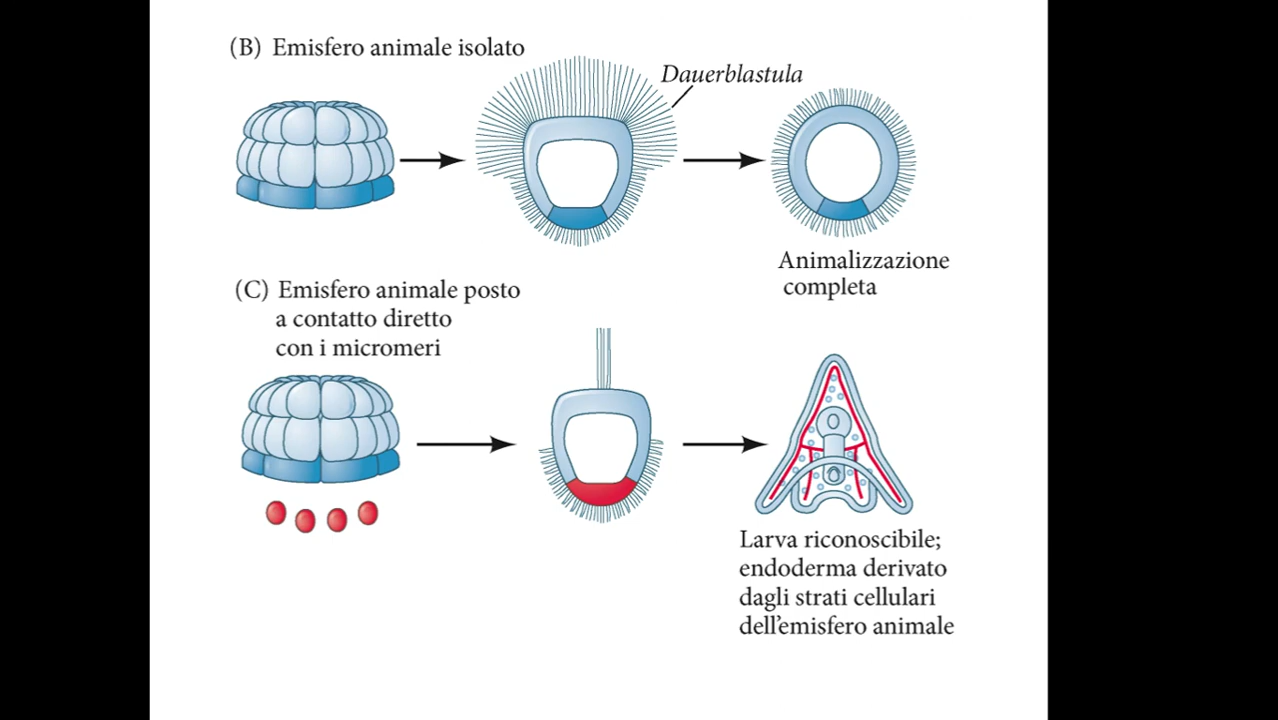 (B) Emisfero animale isolato
Dauerblastula
Animalizzazione
completa
(C) Emisfero animale posto
a contatto diretto
con i micromeri
Larva riconoscibile;
endoderma derivato
dagli strati cellulari
dell'emisfero animale